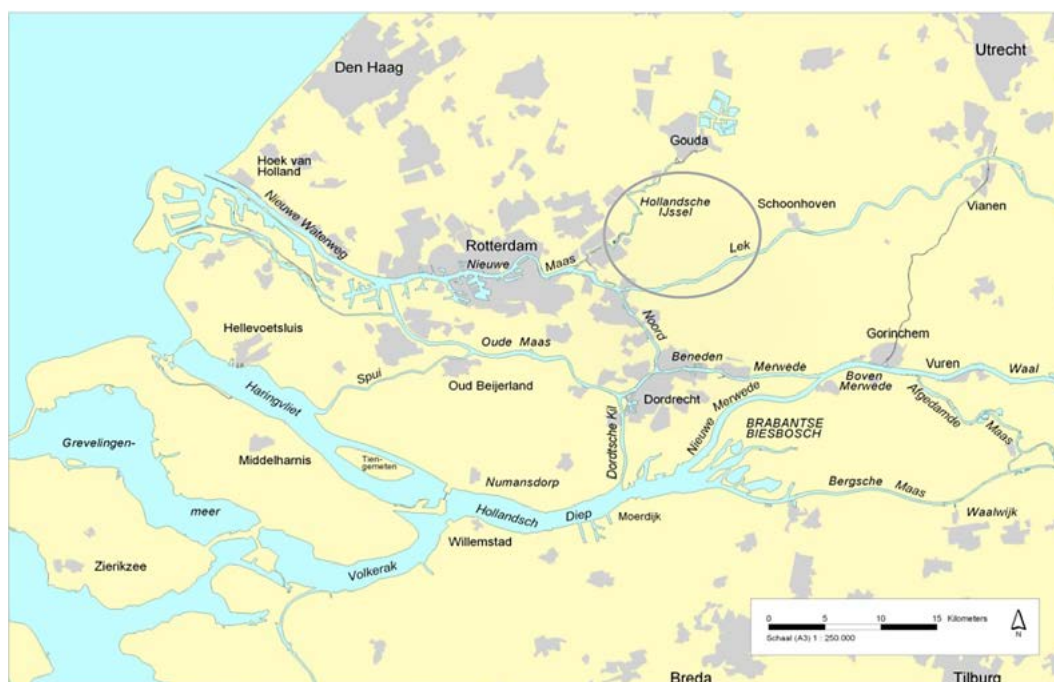 Utrecht
Den Haag
Gouda
Hoek van
Holland
Hollandsche
IJssel
Schoonhoven
Vianen
Nieuwe Waterweg
Rotterdam
Nieuwe
Maas
Lek
Hellevoetsluis
Noord
Gorinchem
Oude Maas
Beneden
Merwede
Vuren
Waal
Spui
Oud Beijerland
Boven
Merwede
Haringvliet
Dordrecht
Nieuwe Merwede
Afgedamde
Maas
Dordtsche Kil
BRABANTSE
BIESBOSCH
Grevelingen-
meer
Middelharnis
Tien-
gemeten
Numansdorp
Bergsche Maas
Hollandsch
Diep
Moerdijk
Waalwijk
Willemstad
Zierikzee
Volkerak
0 5 10 15 Kilometers
Schaal (A3) 1 : 250.000
N
Breda
Tilburg